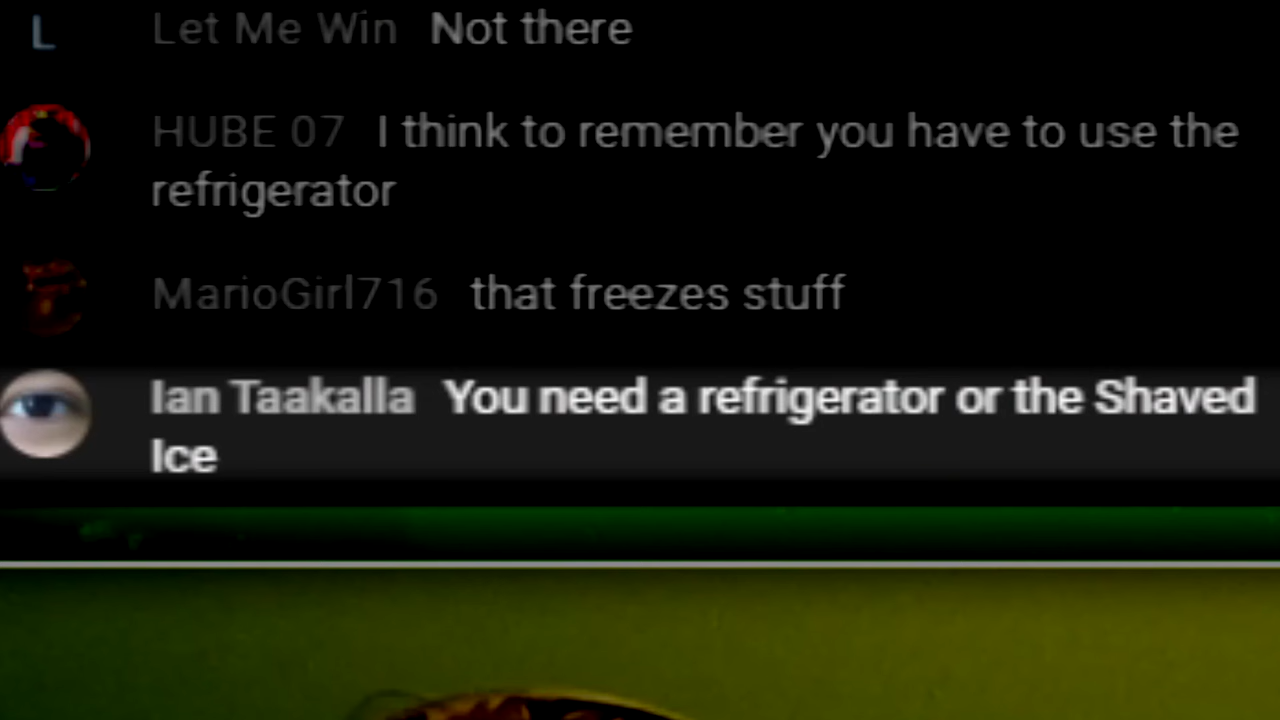 L Let Me Win Not there
HUBE 07 I think to remember you have to use the
refrigerator
MarioGirl716 that freezes stuff
Ian Taakalla You need a refrigerator or the Shaved
Ice